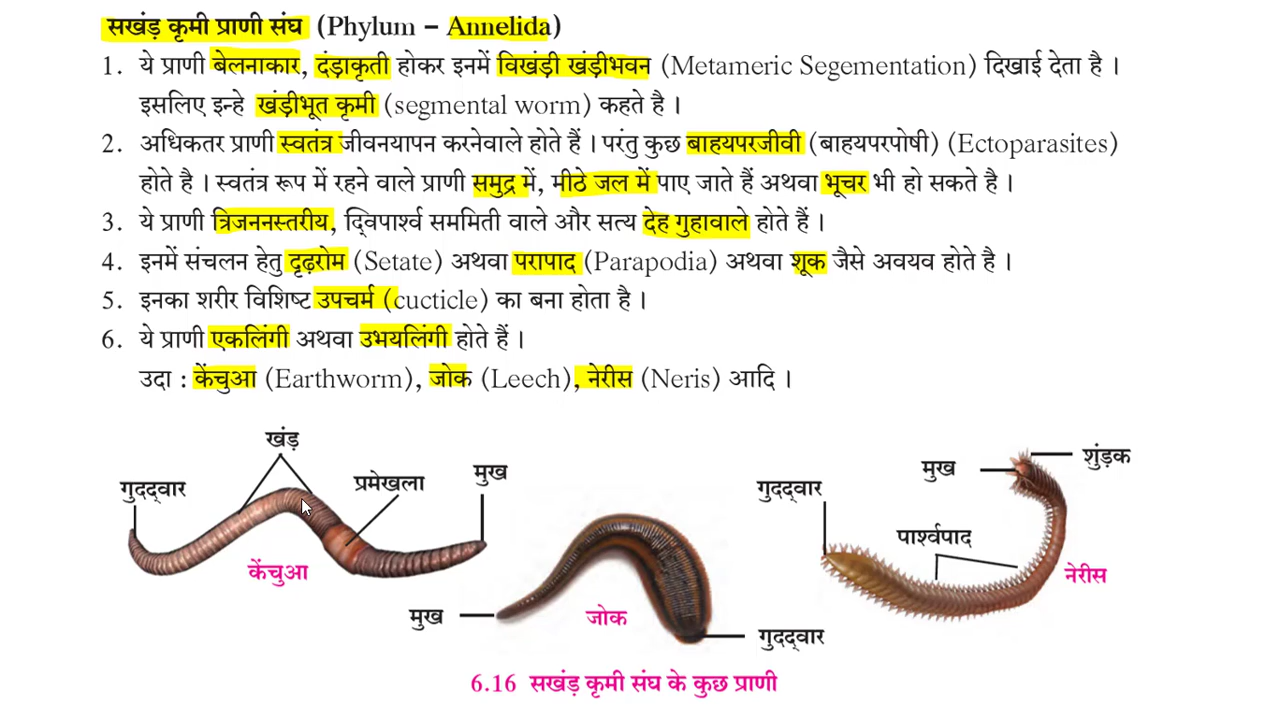 सखंड़ कृमी प्राणी संघ (Phylum – Annelida)
1. ये प्राणी बेलनाकार, दंड़ाकृती होकर इनमें विखंड़ी खंड़ीभवन (Metameric Segementation) दिखाई देता है ।
इसलिए इन्हे खंड़ीभूत कृमी (segmental worm) कहते है ।
2. अधिकतर प्राणी स्वतंत्र जीवनयापन करनेवाले होते हैं । परंतु कुछ बाहयपरजीवी (बाहयपरपोषी) (Ectoparasites)
होते है । स्वतंत्र रूप में रहने वाले प्राणी समुद्र में, मीठे जल में पाए जाते हैं अथवा भूचर भी हो सकते है ।
3. ये प्राणी त्रिजननस्तरीय, द्‌विपार्श्व सममिती वाले और सत्य देह गुहावाले होते हैं ।
4. इनमें संचलन हेतु दृढ़रोम (Setate) अथवा परापाद (Parapodia) अथवा शूक जैसे अवयव होते है ।
5. इनका शरीर विशिष्ट उपचर्म (cucticle) का बना होता है ।
6. ये प्राणी एकलिंगी अथवा उभयलिंगी होते हैं ।
उदा : केंचुआ (Earthworm), जोक (Leech), नेरीस (Neris) आदि ।
खंड़
गुदद्‌वार
प्रमेखला
मुख
केंचुआ
मुख
जोक
गुदद्‌वार
गुदद्‌वार
मुख
शुंड़क
पार्श्वपाद
नेरीस
6.16 सखंड़ कृमी संघ के कुछ प्राणी